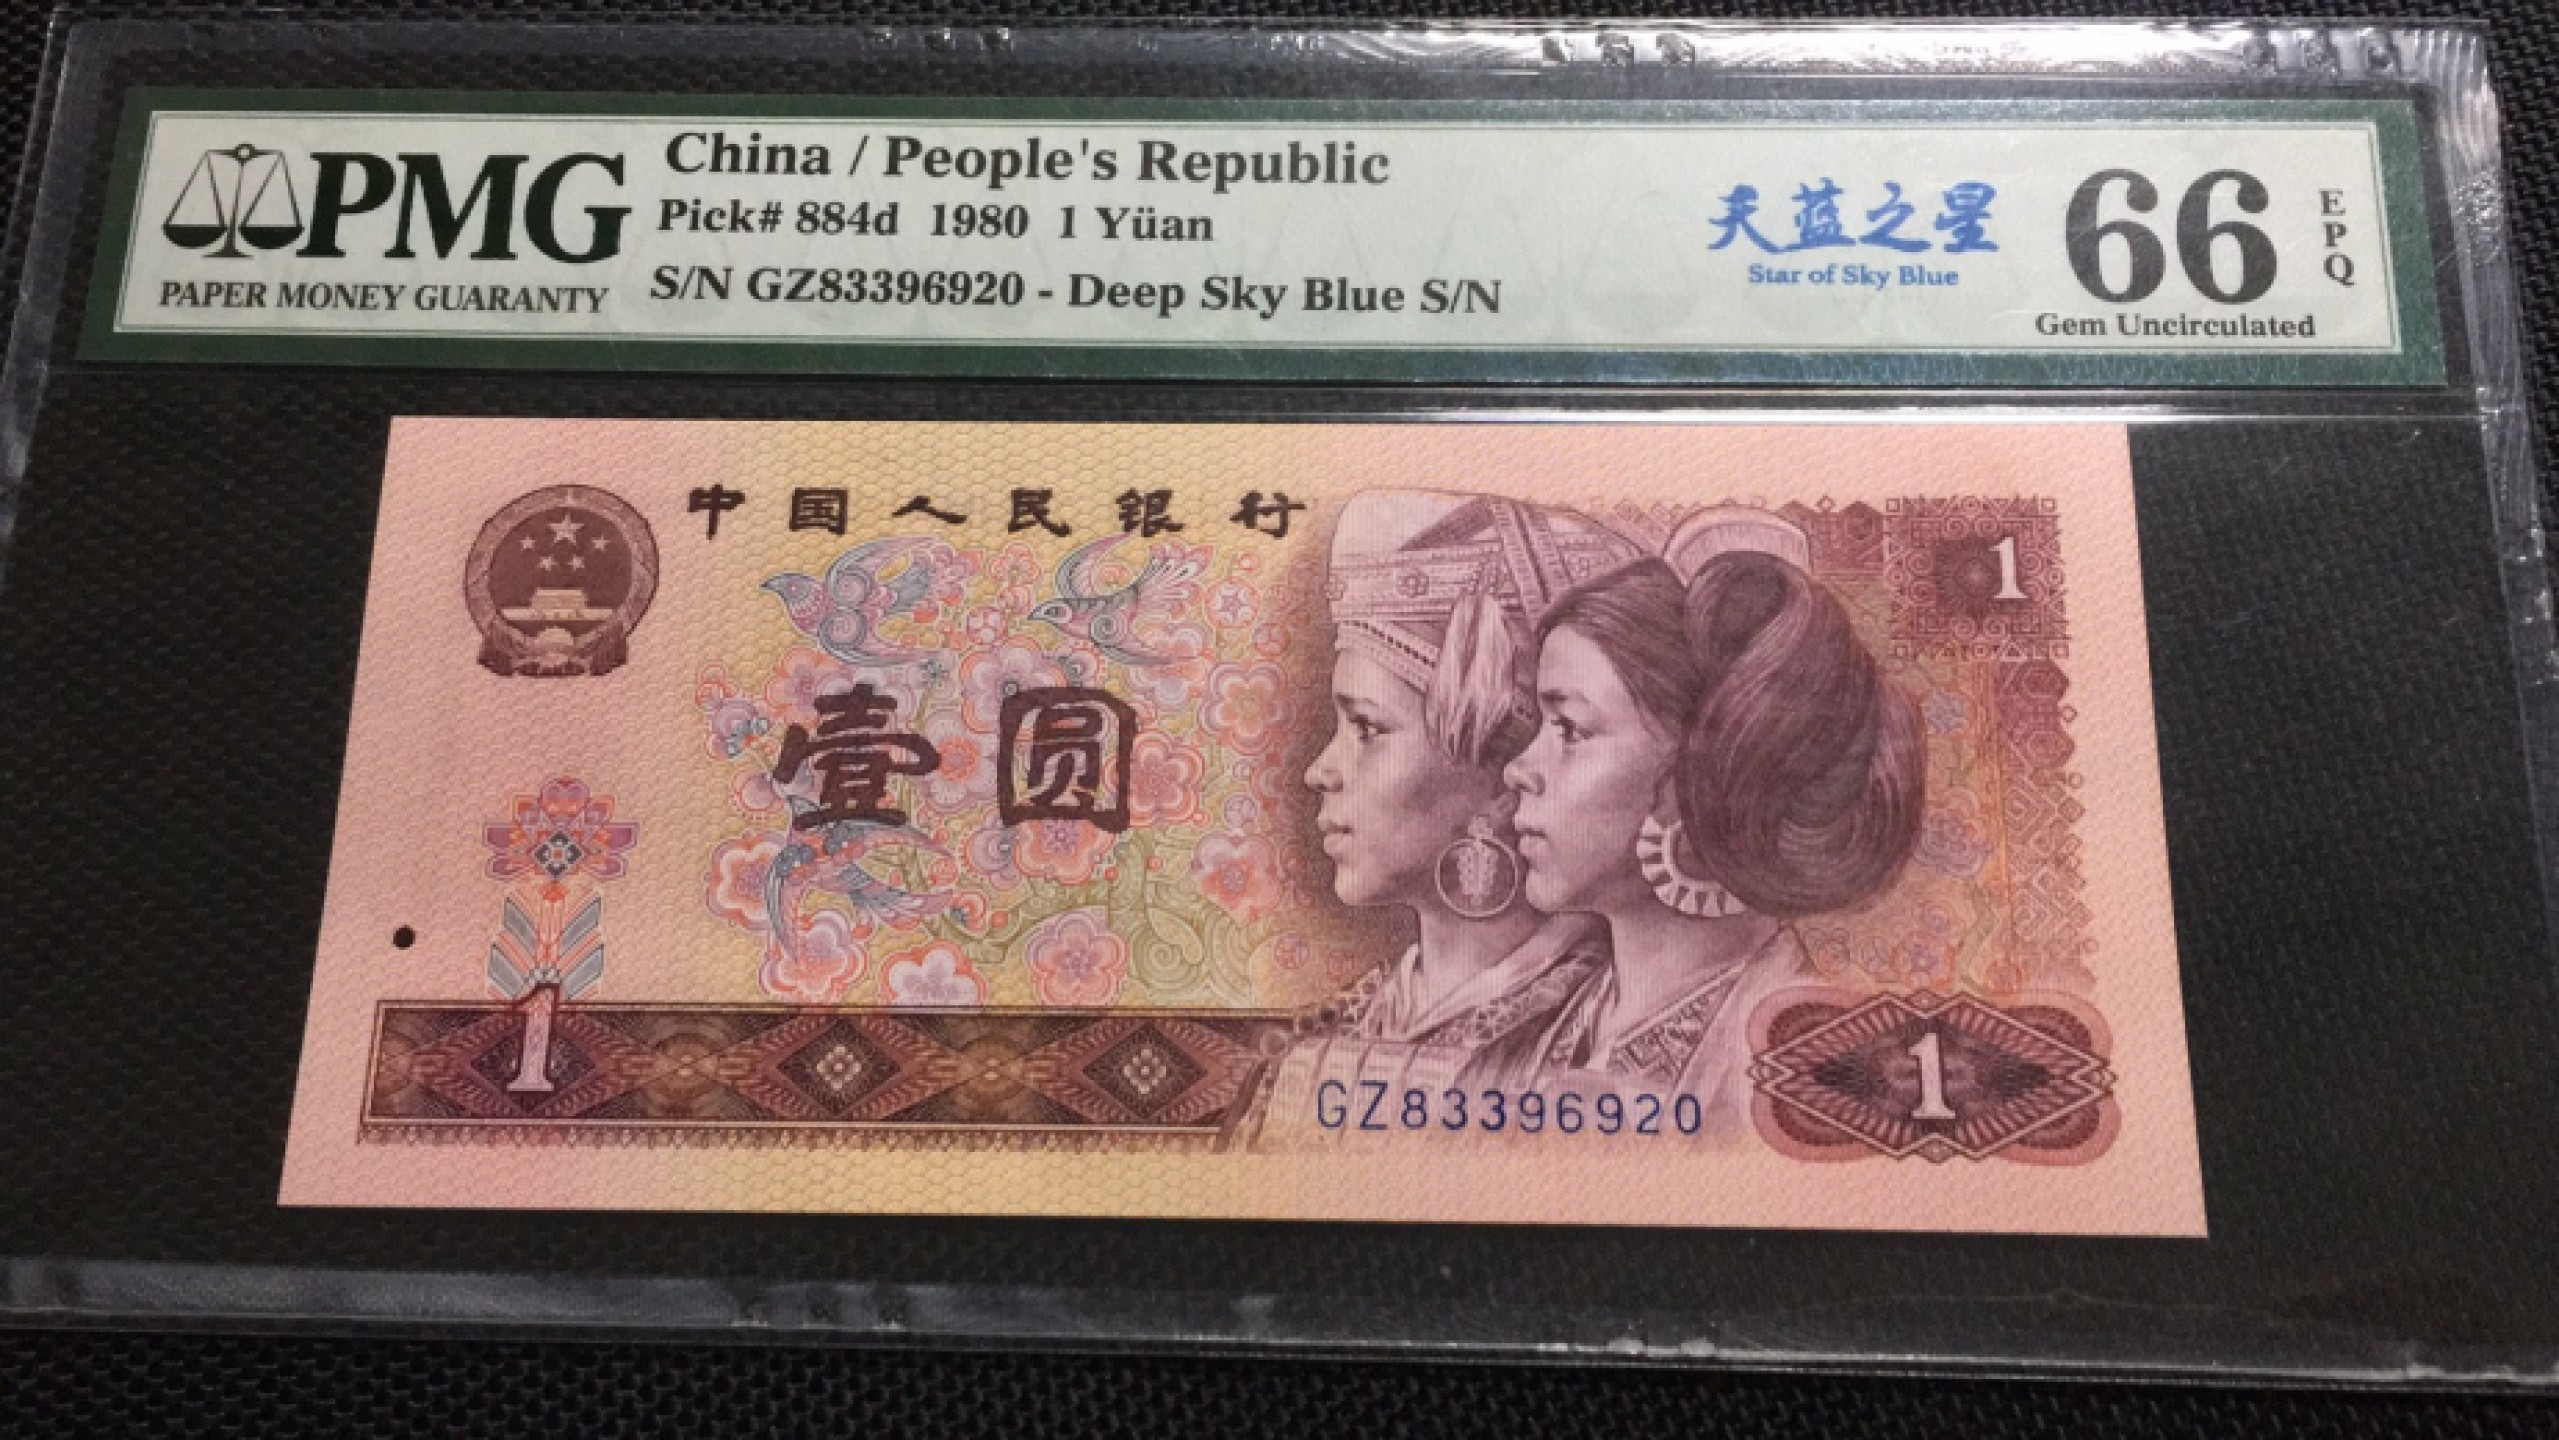 PMG
PAPER MONEY GUARANTY
China / People's Republic
Pick# 884d 1980 1 Yüan
S/N GZ83396920 - Deep Sky Blue S/N
天蓝之星
Star of Sky Blue
66
EPQ
Gem Uncirculated
中国人民银行
1
壹圆
1
1
GZ83396920